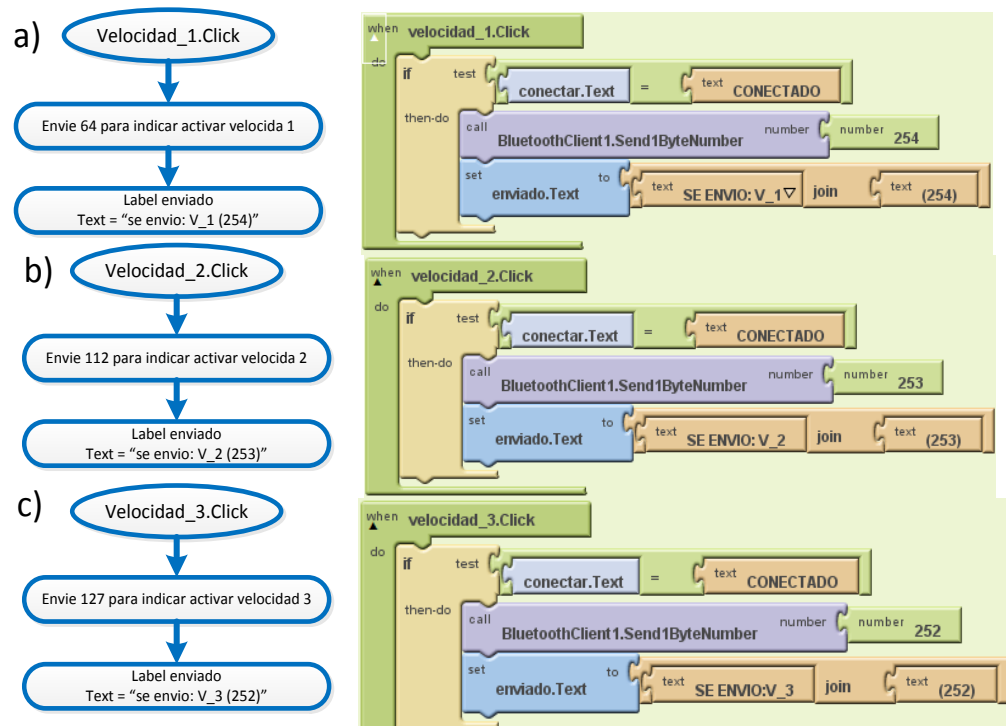 a)
Velocidad_1.Click
Envie 64 para indicar activar velocida 1
Label enviado
Text = “se envio: V_1 (254)”
when velocidad_1.Click
do
if test
conectar.Text = text CONECTADO
then-do
call BluetoothClient1.Send1ByteNumber number number 254
set enviado.Text to text SE ENVIO: V_1 join text (254)
b)
Velocidad_2.Click
Envie 112 para indicar activar velocida 2
Label enviado
Text = “se envio: V_2 (253)”
when velocidad_2.Click
do
if test
conectar.Text = text CONECTADO
then-do
call BluetoothClient1.Send1ByteNumber number number 253
set enviado.Text to text SE ENVIO: V_2 join text (253)
c)
Velocidad_3.Click
Envie 127 para indicar activar velocidad 3
Label enviado
Text = “se envio: V_3 (252)”
when velocidad_3.Click
do
if test
conectar.Text = text CONECTADO
then-do
call BluetoothClient1.Send1ByteNumber number number 252
set enviado.Text to text SE ENVIO:V_3 join text (252)